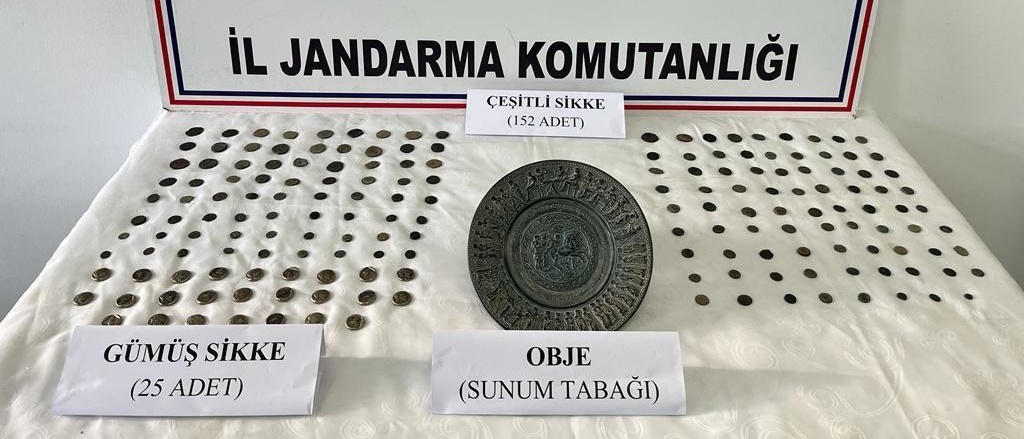 İL JANDARMA KOMUTANLIĞI
ÇEŞİTLİ SİKKE
(152 ADET)
GÜMÜŞ SİKKE
(25 ADET)
OBJE
(SUNUM TABAĞI)